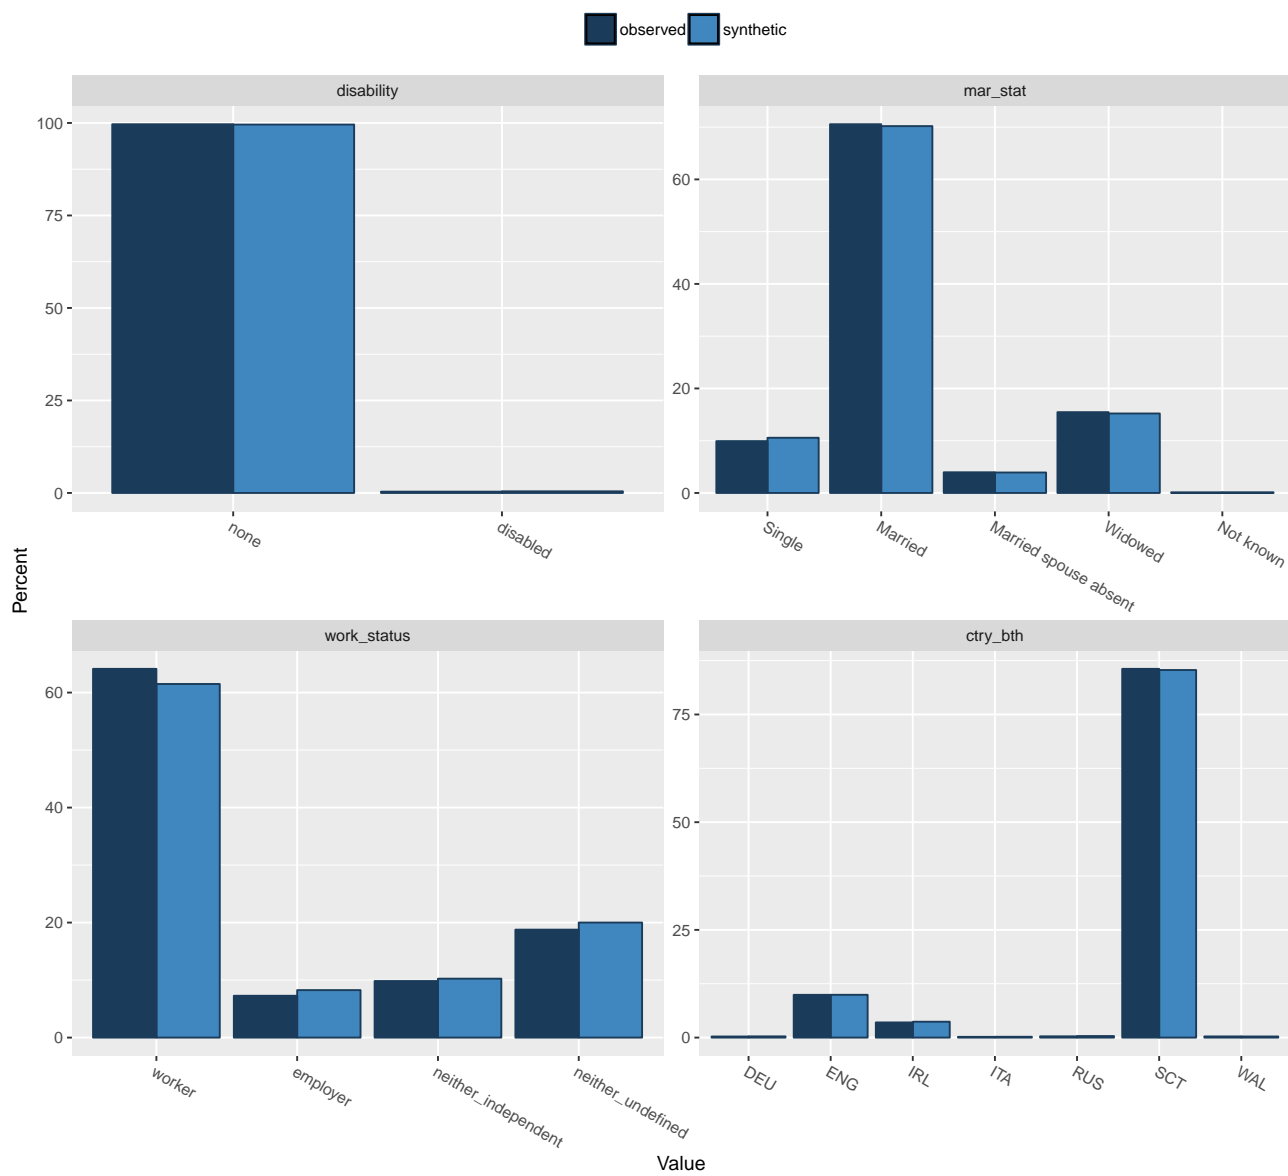 observed synthetic
disability
mar_stat
100
75
50
25
0
60
40
20
0
none
disabled
Single
Married
Married spouse absent
Widowed
Not known
Percent
work_status
ctry_bth
60
40
20
0
75
50
25
0
worker
employer
neither_independent
neither_undefined
DEU
ENG
IRL
ITA
RUS
SCT
WAL
Value